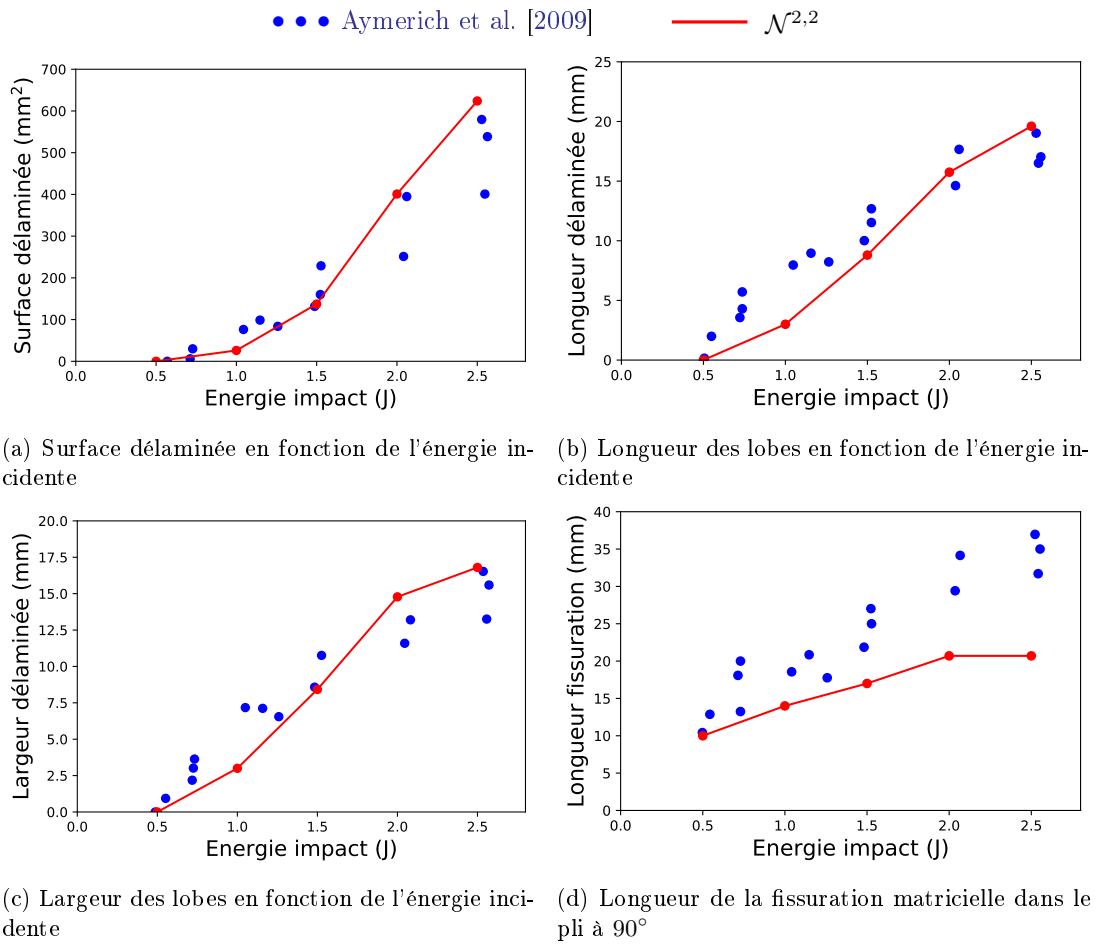 Aymerich et al. [2009] 𝒩^{2,2}
700
600
500
400
300
200
100
0
Surface délaminée (mm²)
0.0 0.5 1.0 1.5 2.0 2.5
Energie impact (J)
(a) Surface délaminée en fonction de l'énergie in-
cidente
25
20
15
10
5
0
Longueur délaminée (mm)
0.0 0.5 1.0 1.5 2.0 2.5
Energie impact (J)
(b) Longueur des lobes en fonction de l'énergie in-
cidente
20.0
17.5
15.0
12.5
10.0
7.5
5.0
2.5
0.0
Largeur délaminée (mm)
0.0 0.5 1.0 1.5 2.0 2.5
Energie impact (J)
(c) Largeur des lobes en fonction de l'énergie inci-
dente
40
35
30
25
20
15
10
5
0
Longueur fissuration (mm)
0.0 0.5 1.0 1.5 2.0 2.5
Energie impact (J)
(d) Longueur de la fissuration matricielle dans le
pli à 90°